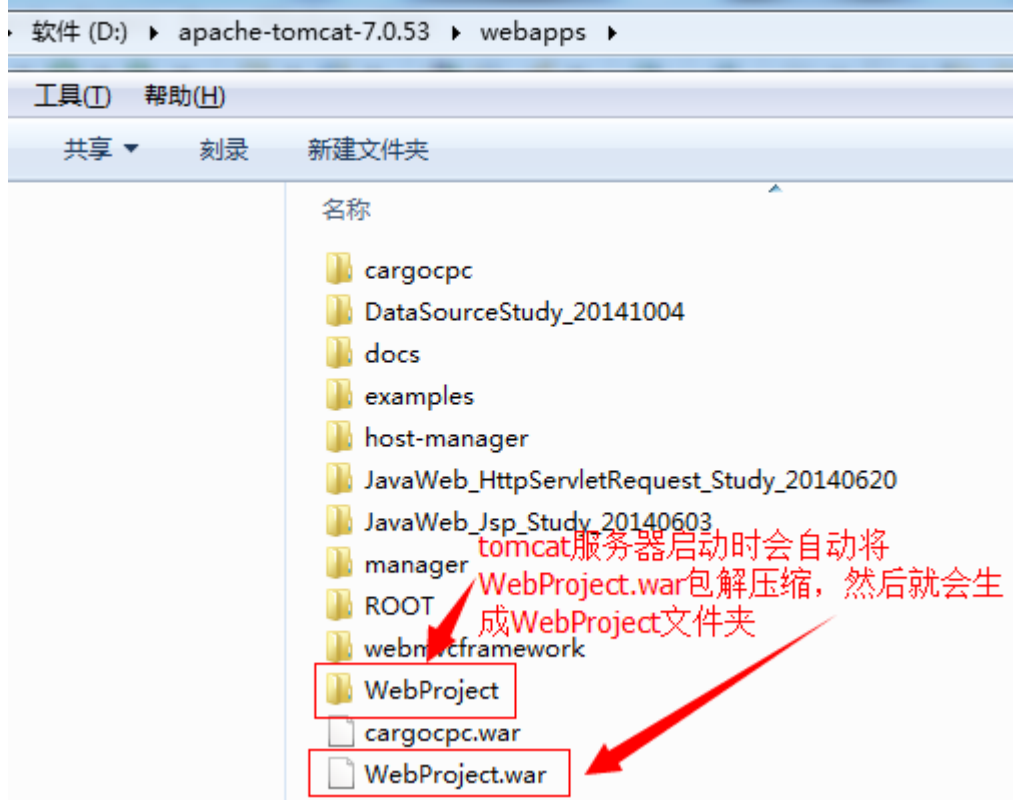 软件 (D:) ▶ apache-tomcat-7.0.53 ▶ webapps ▶
工具(T) 帮助(H)
共享 ▼ 刻录 新建文件夹
名称
cargocpc
DataSourceStudy_20141004
docs
examples
host-manager
JavaWeb_HttpServletRequest_Study_20140620
JavaWeb_Jsp_Study_20140603
manager
ROOT
webmvcframework
WebProject
cargocpc.war
WebProject.war
tomcat服务器启动时会自动将
WebProject.war包解压缩，然后就会生
成WebProject文件夹